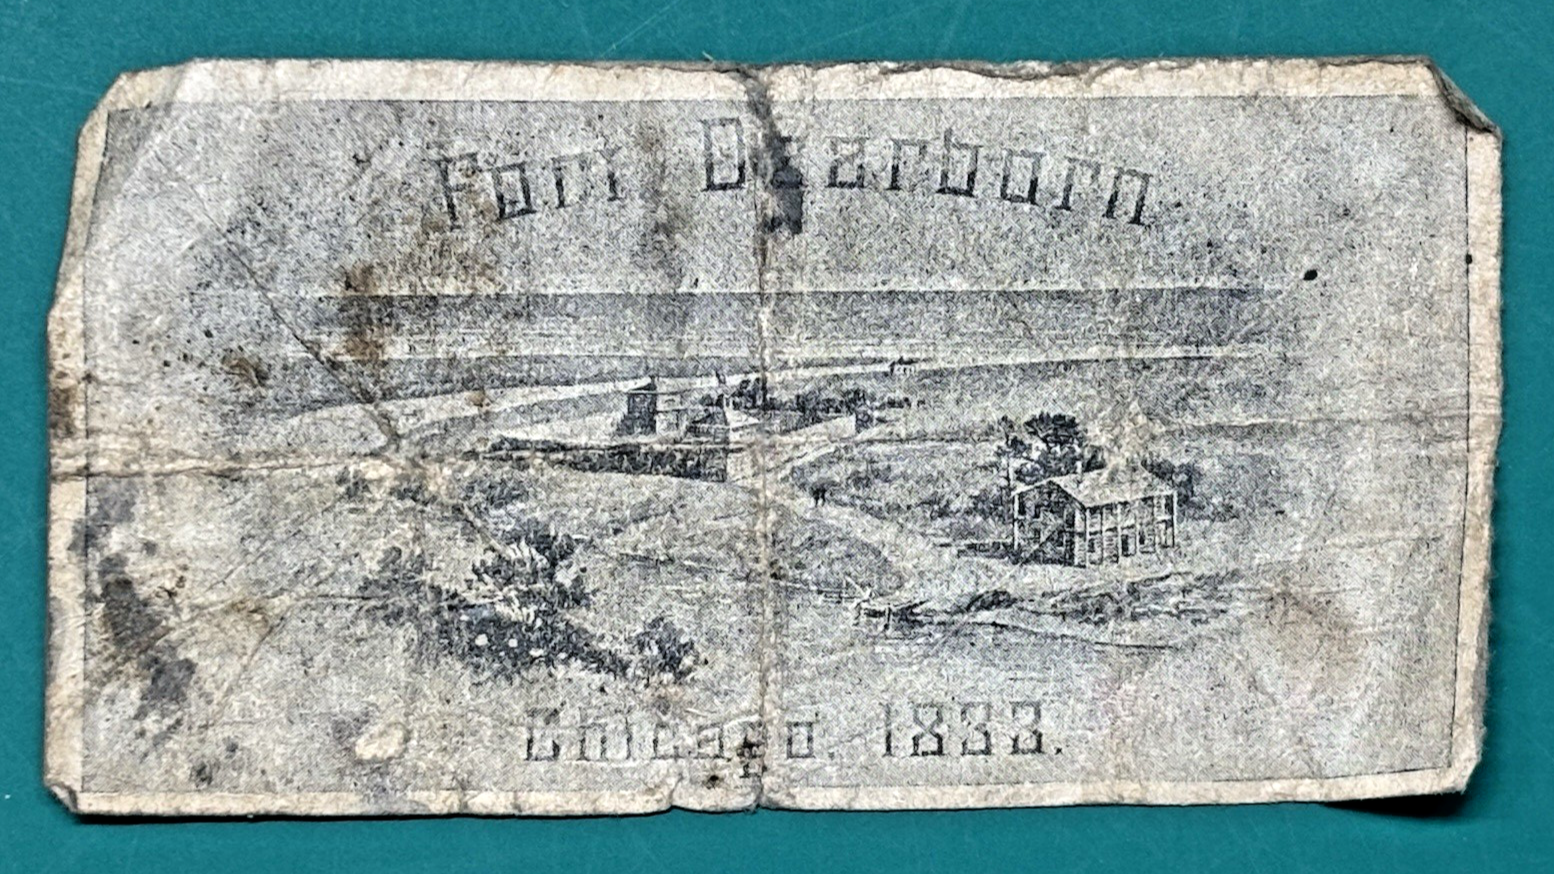 Fort Dearborn
Chicago, 1833.